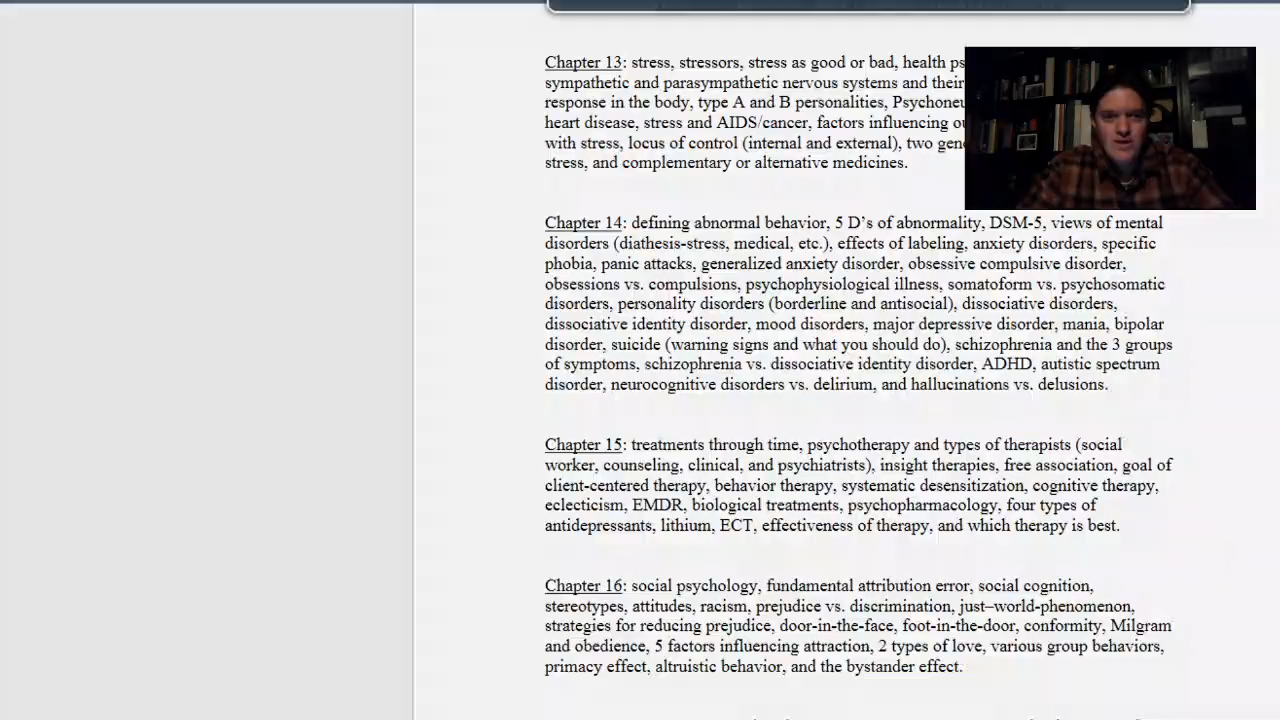 Chapter 13: stress, stressors, stress as good or bad, health
sympathetic and parasympathetic nervous systems and their
response in the body, type A and B personalities,
heart disease, stress and AIDS/cancer, factors influencing
with stress, locus of control (internal and external), two
stress, and complementary or alternative medicines.
Chapter 14: defining abnormal behavior, 5 D’s of abnormality, DSM-5, views of mental
disorders (diathesis-stress, medical, etc.), effects of labeling, anxiety disorders, specific
phobia, panic attacks, generalized anxiety disorder, obsessive compulsive disorder,
obsessions vs. compulsions, psychophysiological illness, somatoform vs. psychosomatic
disorders, personality disorders (borderline and antisocial), dissociative disorders,
dissociative identity disorder, mood disorders, major depressive disorder, mania, bipolar
disorder, suicide (warning signs and what you should do), schizophrenia and the 3 groups
of symptoms, schizophrenia vs. dissociative identity disorder, ADHD, autistic spectrum
disorder, neurocognitive disorders vs. delirium, and hallucinations vs. delusions.
Chapter 15: treatments through time, psychotherapy and types of therapists (social
worker, counseling, clinical, and psychiatrists), insight therapies, free association, goal of
client-centered therapy, behavior therapy, systematic desensitization, cognitive therapy,
eclecticism, EMDR, biological treatments, psychopharmacology, four types of
antidepressants, lithium, ECT, effectiveness of therapy, and which therapy is best.
Chapter 16: social psychology, fundamental attribution error, social cognition,
stereotypes, attitudes, racism, prejudice vs. discrimination, just–world-phenomenon,
strategies for reducing prejudice, door-in-the-face, foot-in-the-door, conformity, Milgram
and obedience, 5 factors influencing attraction, 2 types of love, various group behaviors,
primacy effect, altruistic behavior, and the bystander effect.